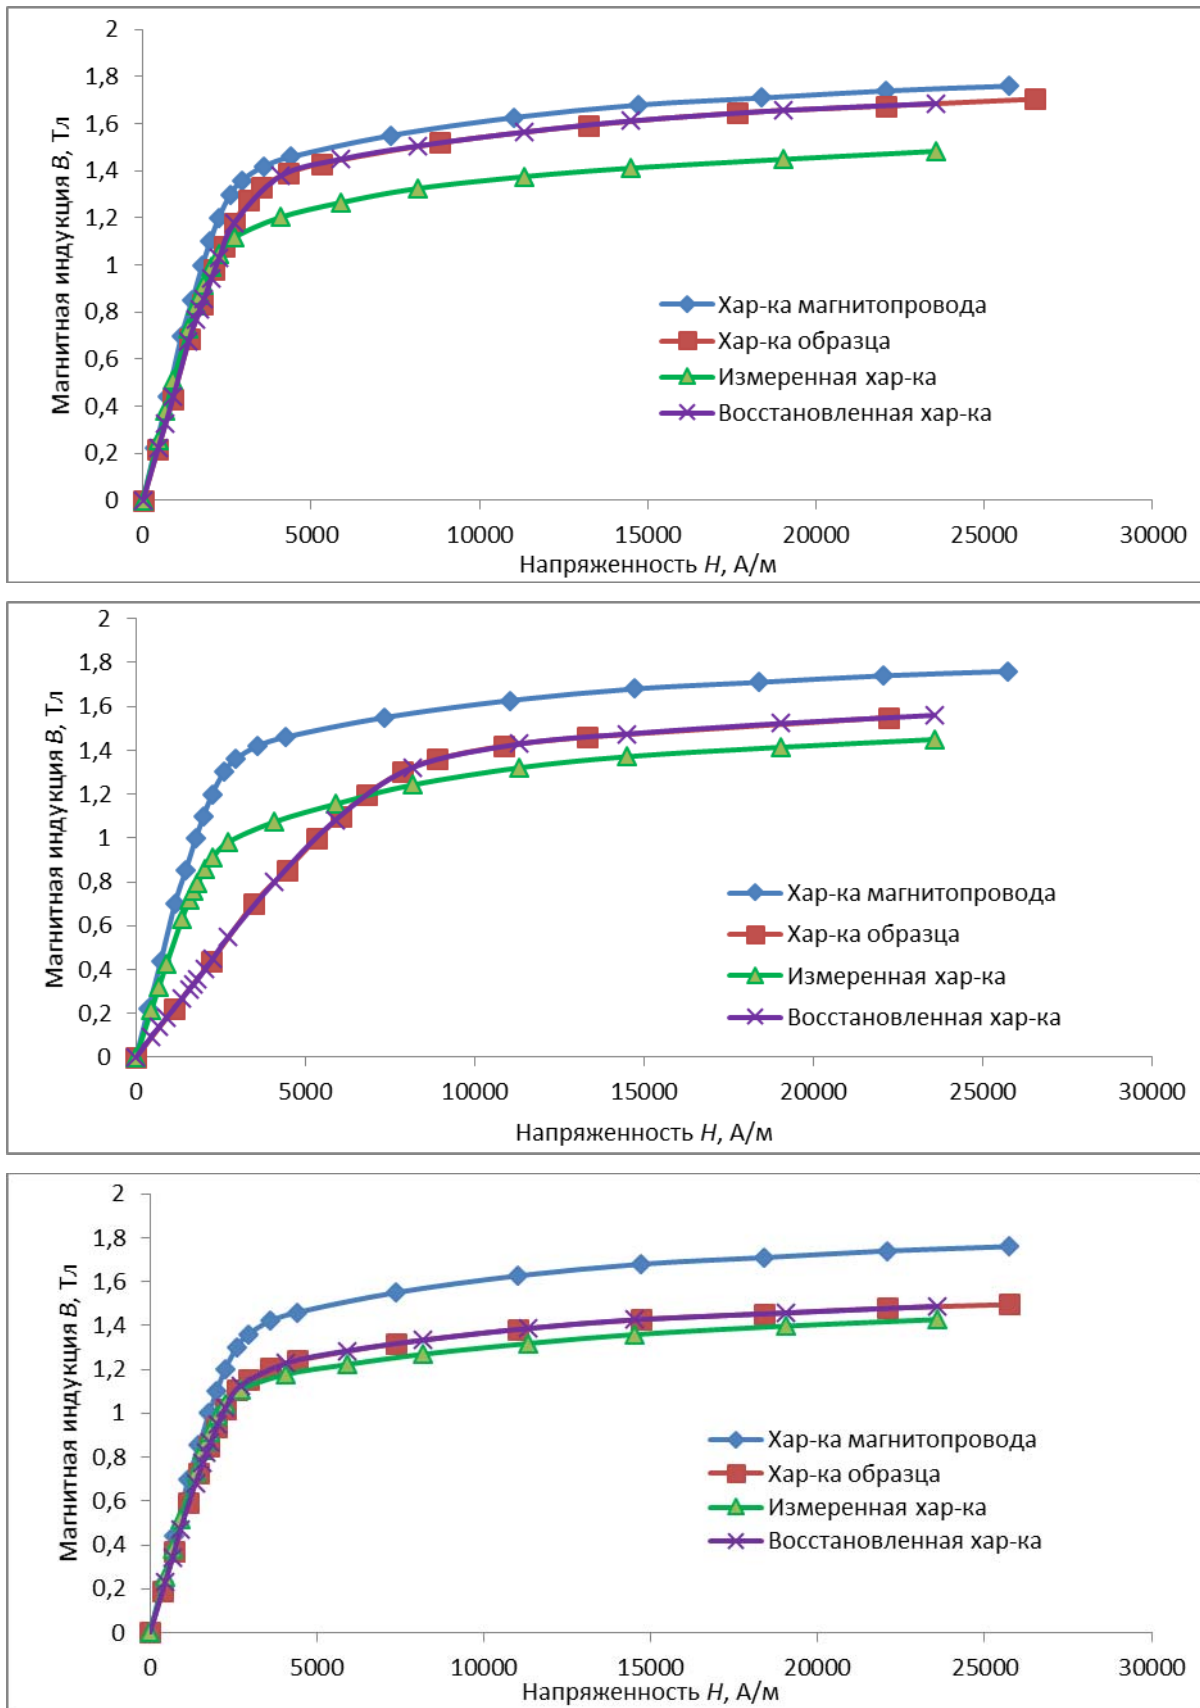 Магнитная индукция B, Тл
2
1,8
1,6
1,4
1,2
1
0,8
0,6
0,4
0,2
0
0 5000 10000 15000 20000 25000 30000
Напряженность H, А/м
Хар-ка магнитопровода
Хар-ка образца
Измеренная хар-ка
Восстановленная хар-ка
Магнитная индукция B, Тл
2
1,8
1,6
1,4
1,2
1
0,8
0,6
0,4
0,2
0
0 5000 10000 15000 20000 25000 30000
Напряженность H, А/м
Хар-ка магнитопровода
Хар-ка образца
Измеренная хар-ка
Восстановленная хар-ка
Магнитная индукция B, Тл
2
1,8
1,6
1,4
1,2
1
0,8
0,6
0,4
0,2
0
0 5000 10000 15000 20000 25000 30000
Напряженность H, А/м
Хар-ка магнитопровода
Хар-ка образца
Измеренная хар-ка
Восстановленная хар-ка